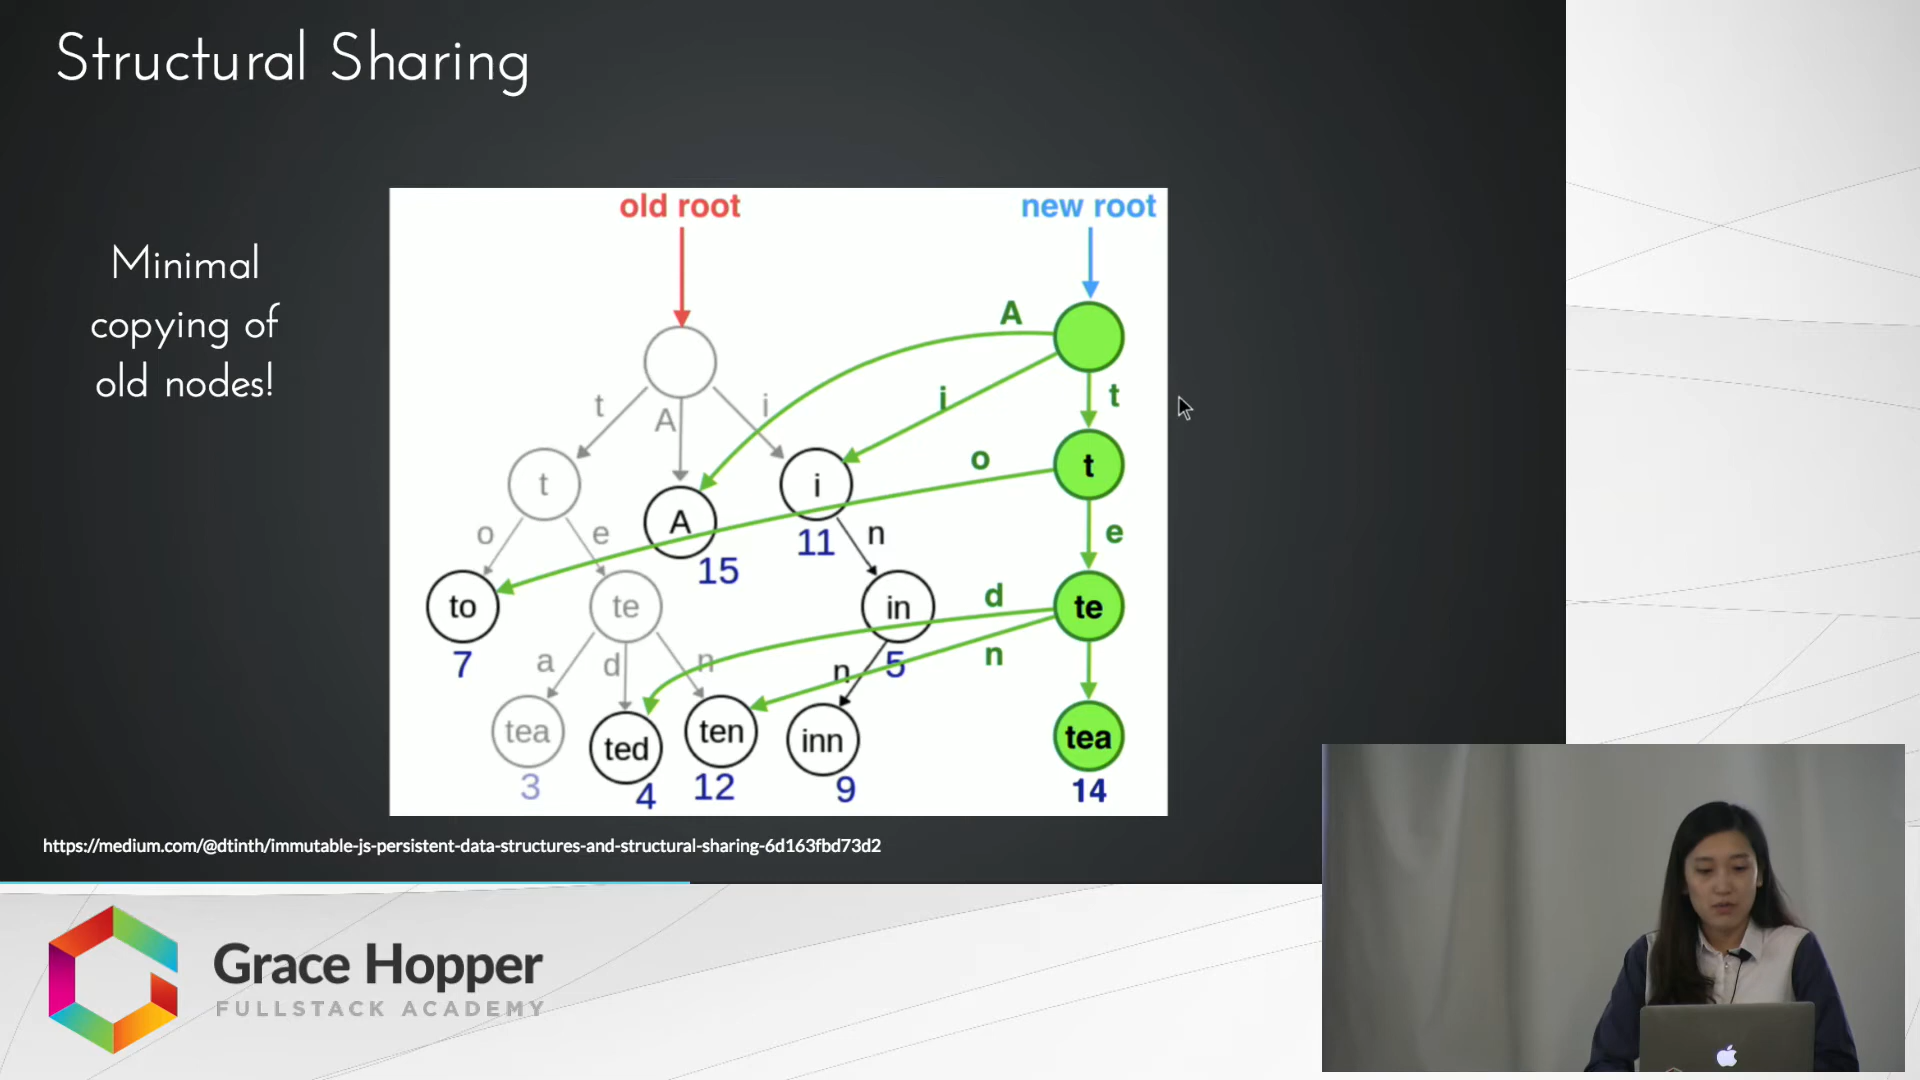 Structural Sharing
Minimal
copying of
old nodes!
old root
new root
A
t
A
i
i
t
t
i
t
o
e
A
15
11
n
o
e
to
7
te
in
5
d
te
a
d
n
n
n
tea
3
ted
4
ten
12
inn
9
tea
14
https://medium.com/@dtinth/immutable-js-persistent-data-structures-and-structural-sharing-6d163fbd73d2
Grace Hopper
FULLSTACK ACADEMY